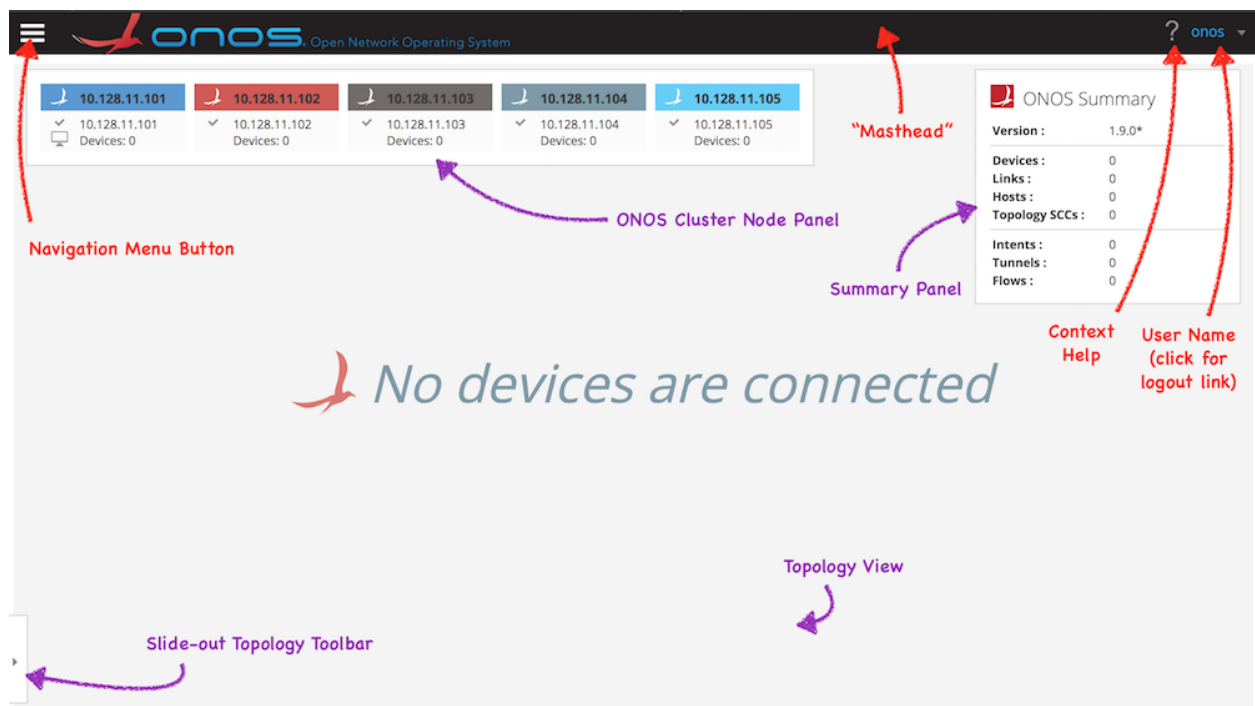 onos Open Network Operating System
? onos
10.128.11.101
10.128.11.101
Devices: 0
10.128.11.102
10.128.11.102
Devices: 0
10.128.11.103
10.128.11.103
Devices: 0
10.128.11.104
10.128.11.104
Devices: 0
10.128.11.105
10.128.11.105
Devices: 0
"Masthead"
ONOS Summary
Version : 1.9.0*
Devices : 0
Links : 0
Hosts : 0
Topology SCCs : 0
Intents : 0
Tunnels : 0
Flows : 0
ONOS Cluster Node Panel
Navigation Menu Button
Summary Panel
Context
Help
User Name
(click for
logout link)
No devices are connected
Topology View
Slide-out Topology Toolbar